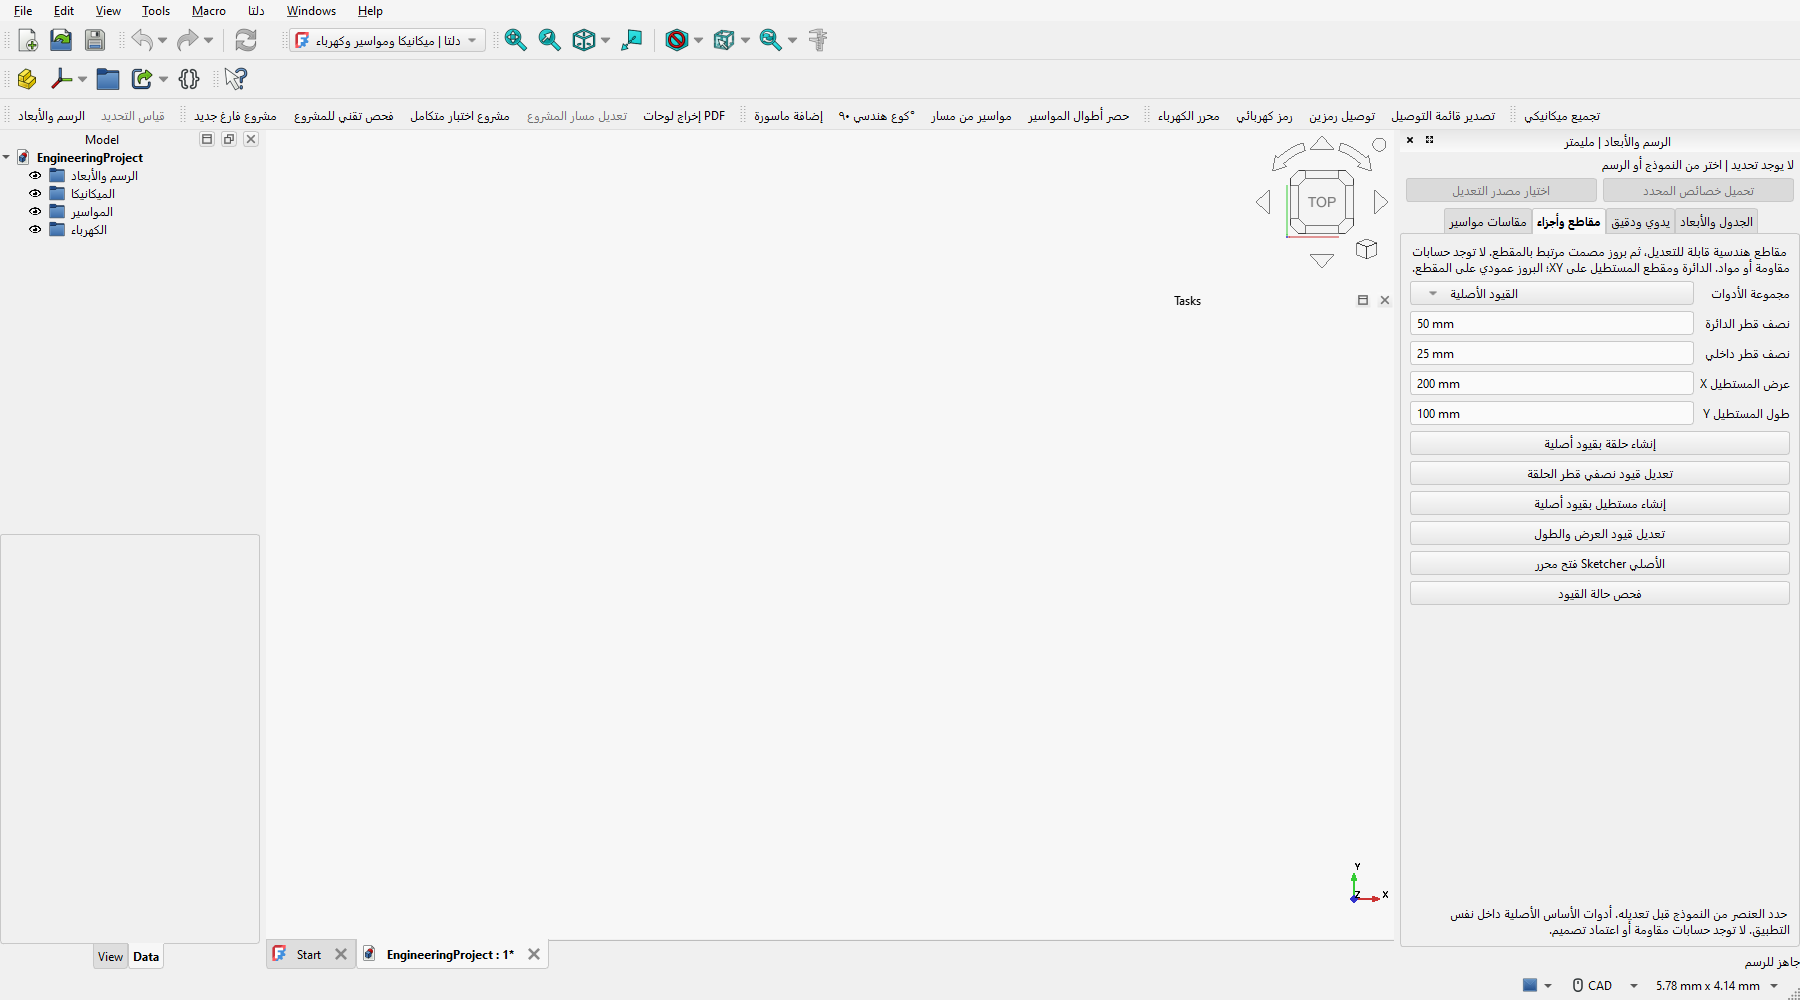 File Edit View Tools Macro دلتا Windows Help
دلتا | ميكانيكا ومواسير وكهرباء
الرسم والأبعاد قياس التحديد مشروع فارغ جديد فحص تقني للمشروع مشروع اختبار متكامل تعديل مسار المشروع إخراج لوحات PDF إضافة ماسورة كوع هندسي ٩٠° مواسير من مسار حصر أطوال المواسير محرر الكهرباء رمز كهربائي توصيل رمزين تصدير قائمة التوصيل تجميع ميكانيكي
Model
EngineeringProject
الرسم والأبعاد
الميكانيكا
المواسير
الكهرباء
View Data
TOP
Tasks
Y
Z
X
Start EngineeringProject : 1*
الرسم والأبعاد | مليمتر
لا يوجد تحديد | اختر من النموذج أو الرسم
تحميل خصائص المحدد اختيار مصدر التعديل
الجدول والأبعاد يدوي ودقيق مقاطع وأجزاء مقاسات مواسير
مقاطع هندسية قابلة للتعديل، ثم بروز مصمت مرتبط بالمقطع. لا توجد حسابات
مقاومة أو مواد. الدائرة ومقطع المستطيل على XY؛ البروز عمودي على المقطع.
مجموعة الأدوات القيود الأصلية
نصف قطر الدائرة 50 mm
نصف قطر داخلي 25 mm
عرض المستطيل X 200 mm
طول المستطيل Y 100 mm
إنشاء حلقة بقيود أصلية
تعديل قيود نصفي قطر الحلقة
إنشاء مستطيل بقيود أصلية
تعديل قيود العرض والطول
فتح محرر Sketcher الأصلي
فحص حالة القيود
حدد العنصر من النموذج قبل تعديله. أدوات الأساس الأصلية داخل نفس
التطبيق. لا توجد حسابات مقاومة أو اعتماد تصميم.
جاهز للرسم
CAD 5.78 mm x 4.14 mm